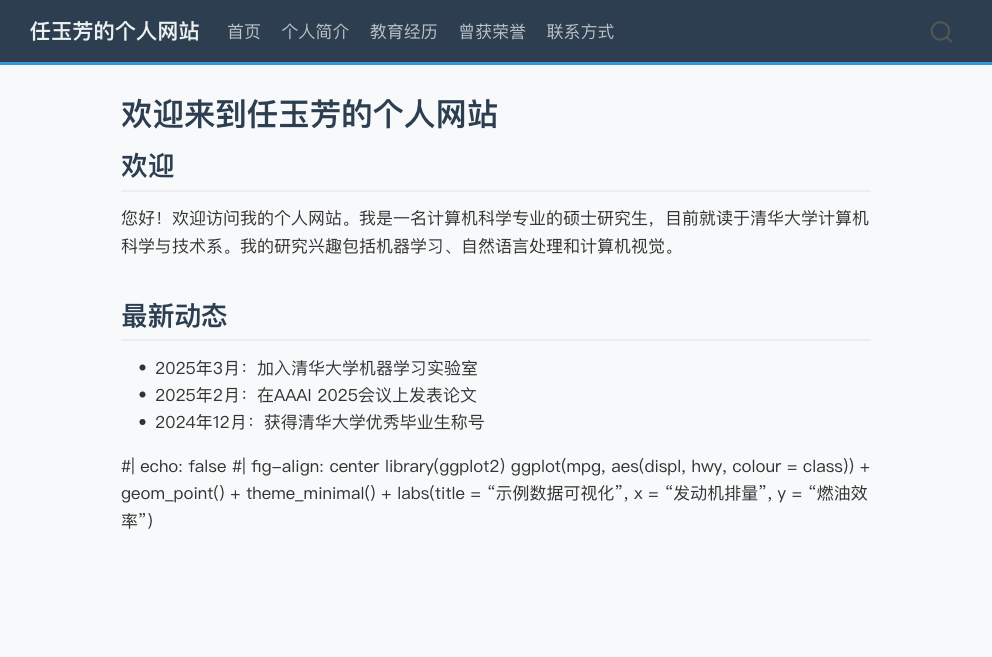 任玉芳的个人网站 首页 个人简介 教育经历 曾获荣誉 联系方式
欢迎来到任玉芳的个人网站
欢迎
您好！欢迎访问我的个人网站。我是一名计算机科学专业的硕士研究生，目前就读于清华大学计算机
科学与技术系。我的研究兴趣包括机器学习、自然语言处理和计算机视觉。
最新动态
• 2025年3月：加入清华大学机器学习实验室
• 2025年2月：在AAAI 2025会议上发表论文
• 2024年12月：获得清华大学优秀毕业生称号
#| echo: false #| fig-align: center library(ggplot2) ggplot(mpg, aes(displ, hwy, colour = class)) +
geom_point() + theme_minimal() + labs(title = “示例数据可视化”, x = “发动机排量”, y = “燃油效
率”)